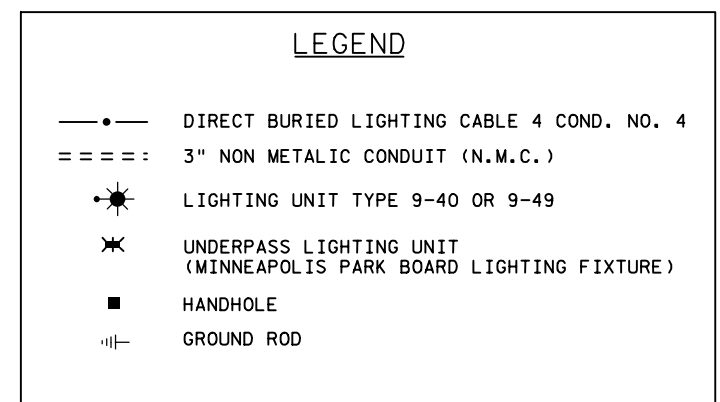 LEGEND
DIRECT BURIED LIGHTING CABLE 4 COND. NO. 4
3" NON METALIC CONDUIT (N.M.C.)
LIGHTING UNIT TYPE 9-40 OR 9-49
UNDERPASS LIGHTING UNIT
(MINNEAPOLIS PARK BOARD LIGHTING FIXTURE)
HANDHOLE
GROUND ROD